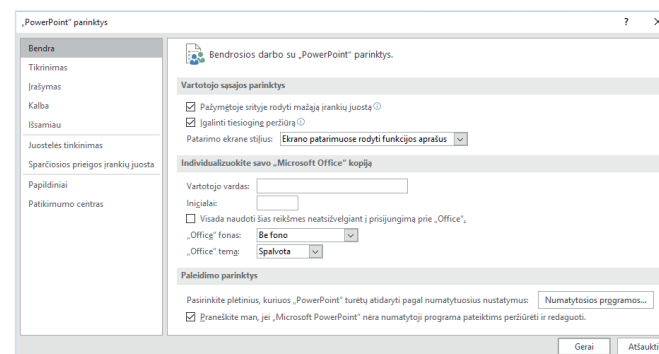 „PowerPoint“ parinktys
?
Bendra
Tikrinimas
Įrašymas
Kalba
Išsamiau
Juostelės tinkinimas
Sparčiosios prieigos įrankių juosta
Papildiniai
Patikimumo centras
Bendrosios darbo su „PowerPoint“ parinktys.
Vartotojo sąsajos parinktys
Pažymėtoje srityje rodyti mažąją įrankių juostą
Įgalinti tiesioginę peržiūrą
Patarimo ekrane stilius: Ekrano patarimuose rodyti funkcijos aprašus
Individualizuokite savo „Microsoft Office“ kopiją
Vartotojo vardas:
Inicialai:
Visada naudoti šias reikšmes neatsižvelgiant į prisijungimą prie „Office“.
„Office“ fonas: Be fono
„Office“ tema: Spalvota
Paleidimo parinktys
Pasirinkite plėtinius, kuriuos „PowerPoint“ turėtų atidaryti pagal numatytuosius nustatymus: Numatytosios programos...
Praneškite man, jei „Microsoft PowerPoint“ nėra numatytoji programa pateiktims peržiūrėti ir redaguoti.
Gerai Atšaukti